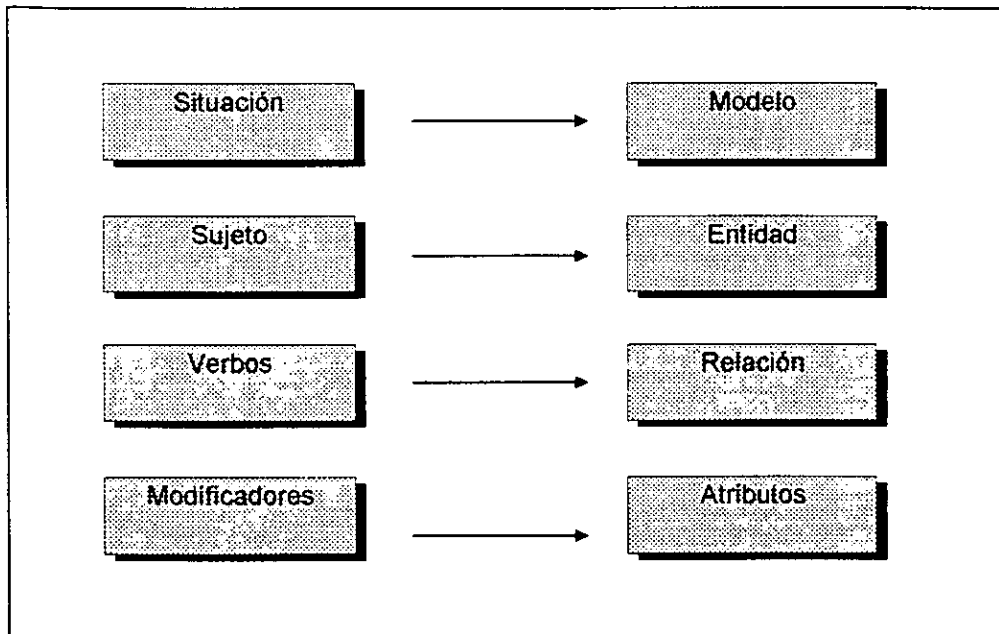 Situación
Modelo
Sujeto
Entidad
Verbos
Relación
Modificadores
Atributos